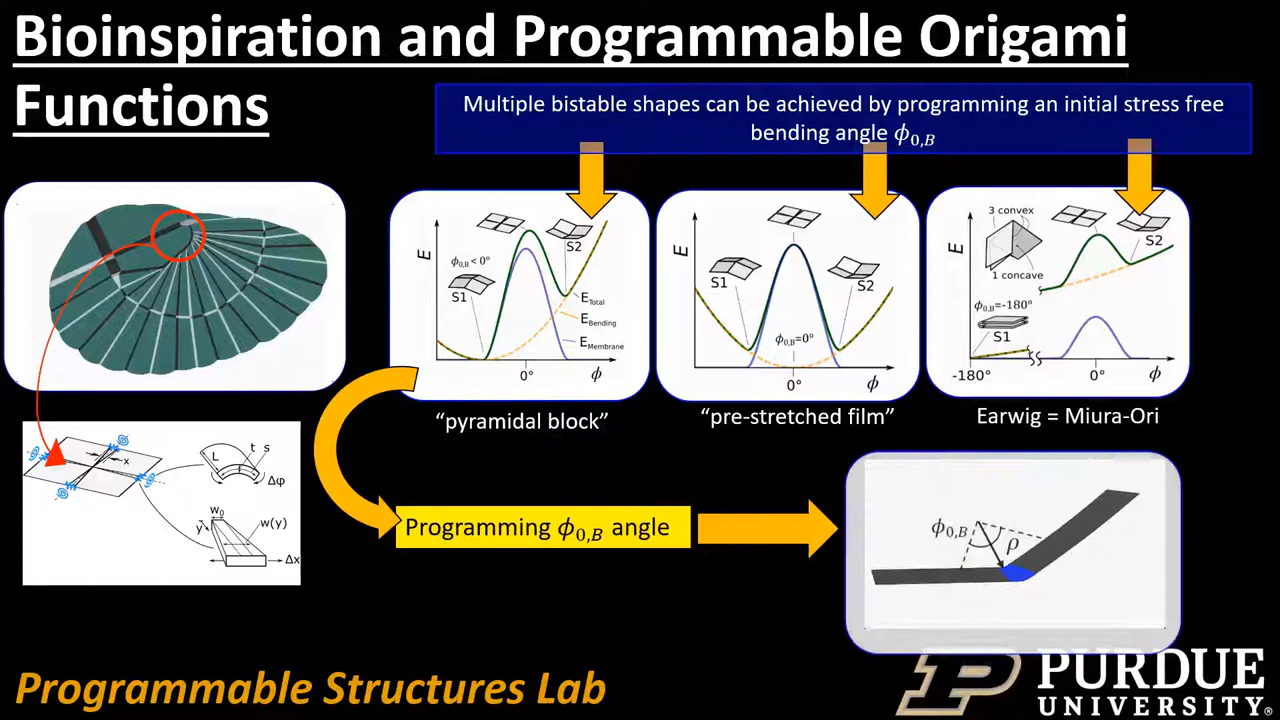 Bioinspiration and Programmable Origami
Functions
Multiple bistable shapes can be achieved by programming an initial stress free
bending angle ϕ₀,B
E
ϕ₀,B < 0°
S1
S2
E Total
E Bending
E Membrane
0°
ϕ
"pyramidal block"
E
S1
S2
ϕ₀,B=0°
0°
ϕ
"pre-stretched film"
3 convex
E
S2
1 concave
ϕ₀,B=-180°
S1
-180°
0°
ϕ
Earwig = Miura-Ori
x
L
t s
Δφ
w₀
y
w(y)
Δx
Programming ϕ₀,B angle
ϕ₀,B
ρ
Programmable Structures Lab
P PURDUE
UNIVERSITY®